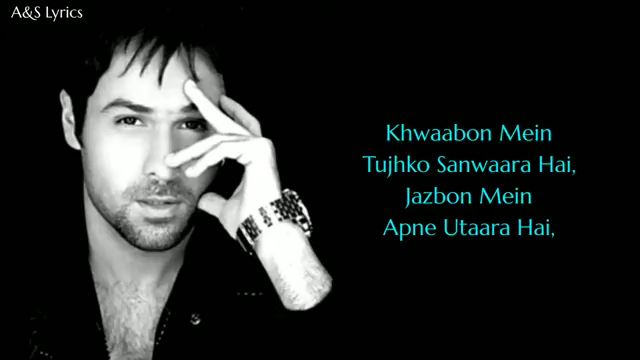 A&S Lyrics
Khwaabon Mein
Tujhko Sanwaara Hai,
Jazbon Mein
Apne Utaara Hai,